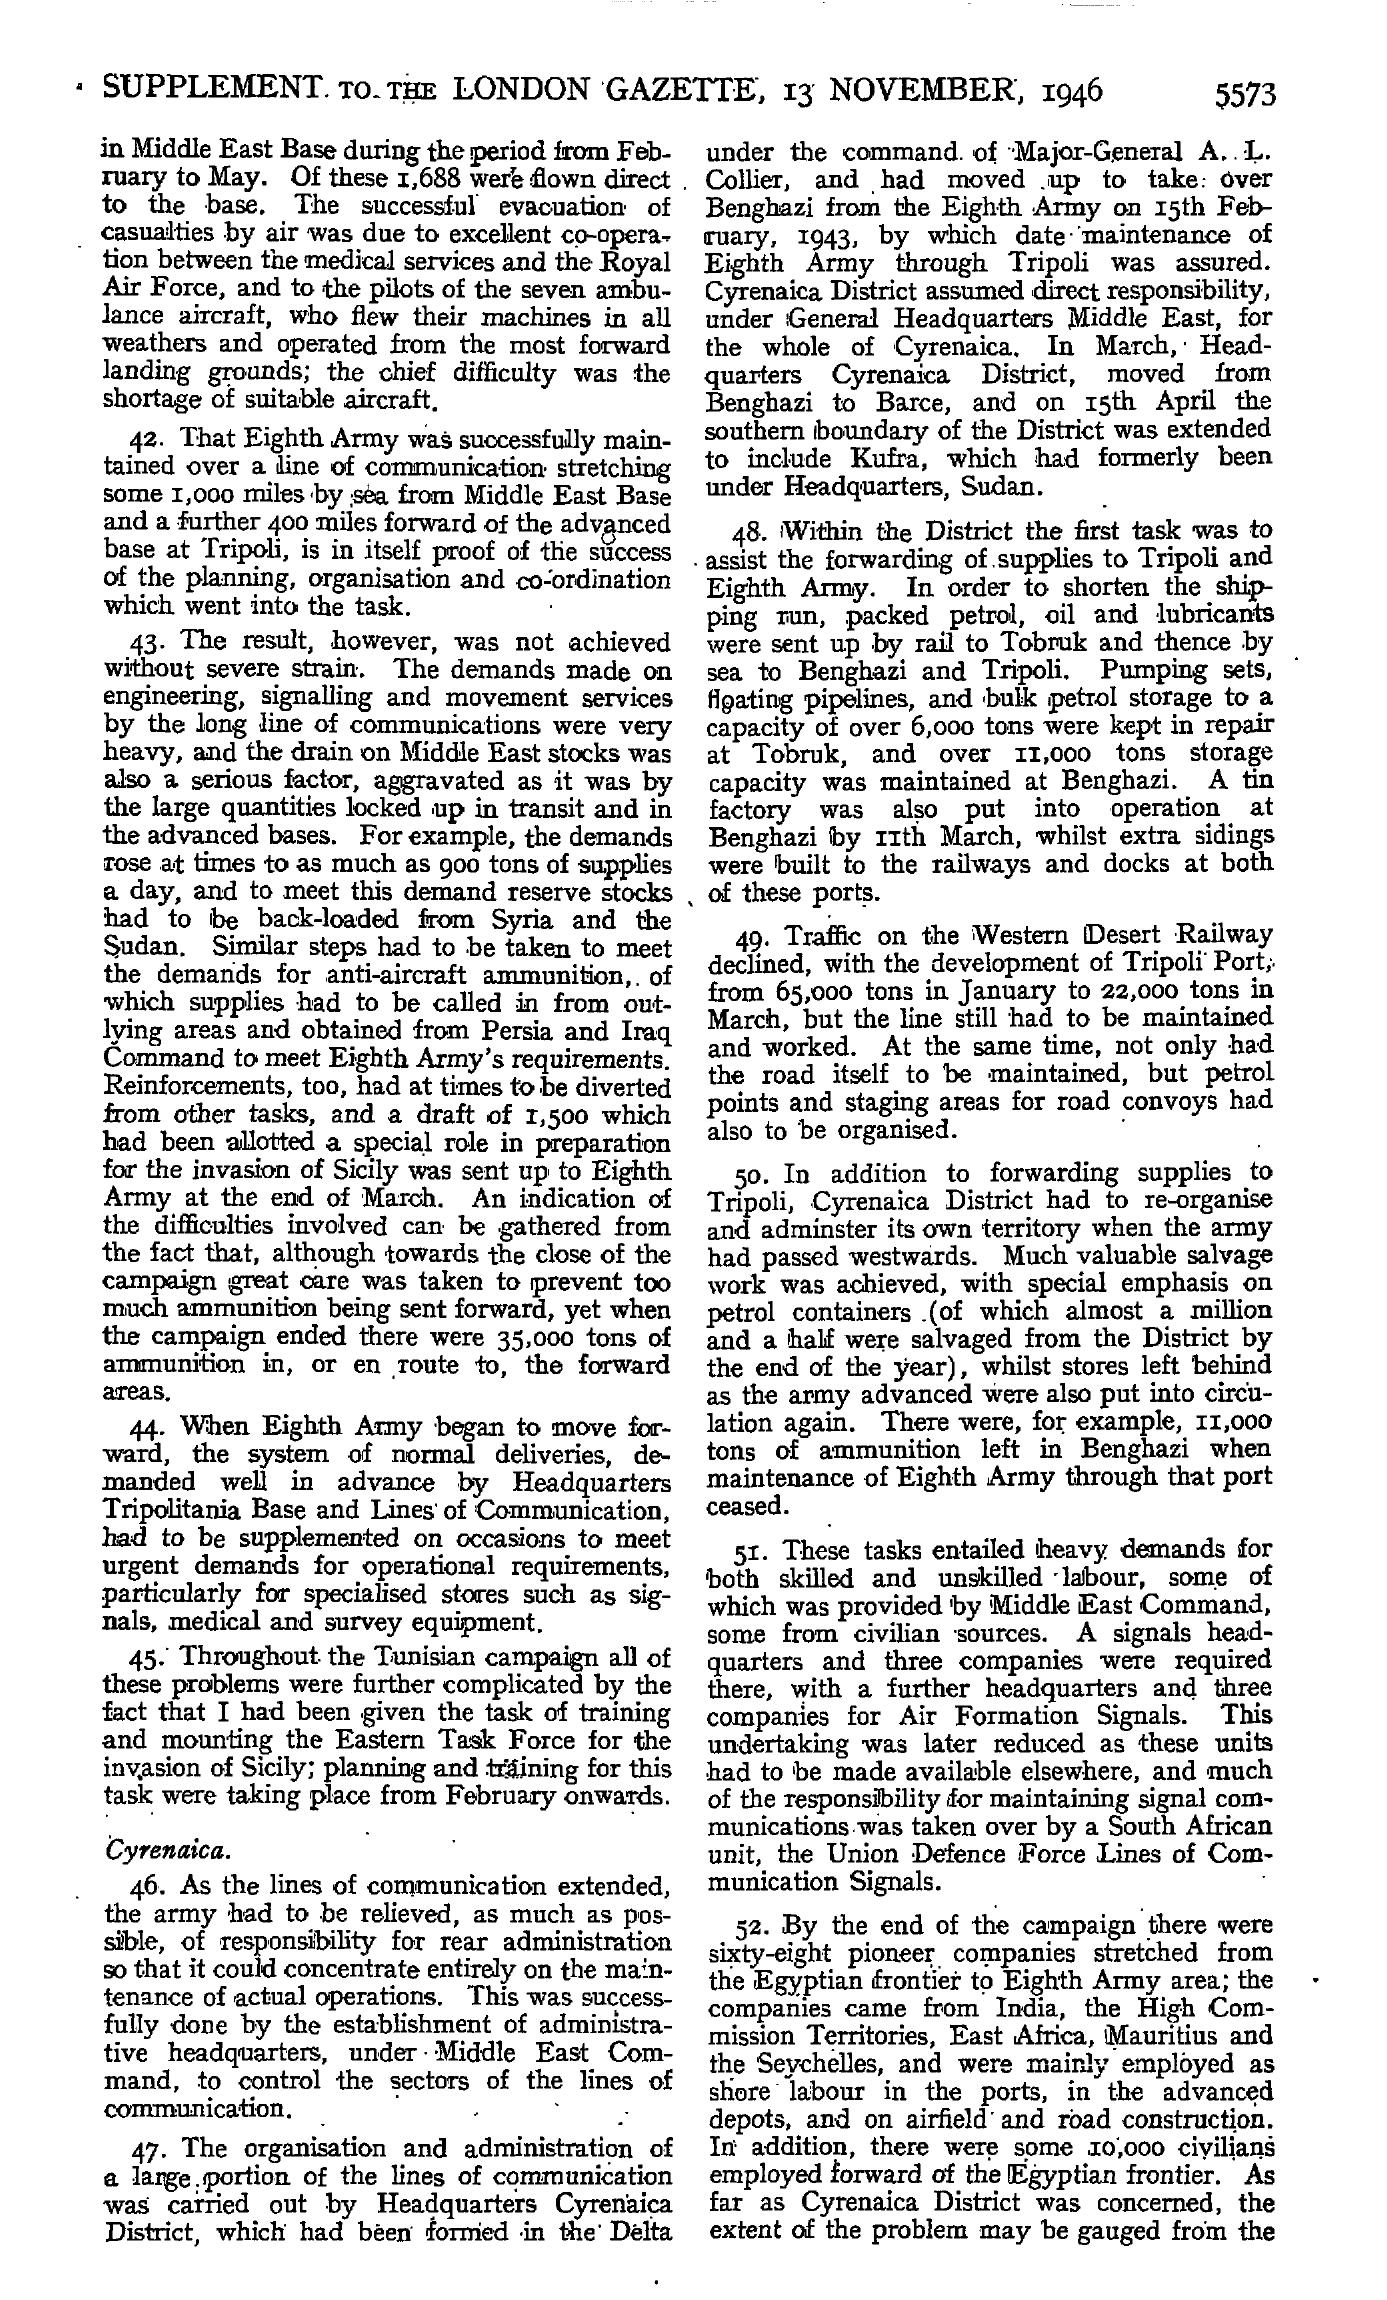 SUPPLEMENT TO THE LONDON GAZETTE, 13 NOVEMBER, 1946 5573
in Middle East Base during the period from Feb-
ruary to May. Of these 1,688 were flown direct
to the base. The successful evacuation of
casualties by air was due to excellent co-opera-
tion between the medical services and the Royal
Air Force, and to the pilots of the seven ambu-
lance aircraft, who flew their machines in all
weathers and operated from the most forward
landing grounds; the chief difficulty was the
shortage of suitable aircraft.
42. That Eighth Army was successfully main-
tained over a line of communication stretching
some 1,000 miles by sea from Middle East Base
and a further 400 miles forward of the advanced
base at Tripoli, is in itself proof of the success
of the planning, organisation and co-ordination
which went into the task.
43. The result, however, was not achieved
without severe strain. The demands made on
engineering, signalling and movement services
by the long line of communications were very
heavy, and the drain on Middle East stocks was
also a serious factor, aggravated as it was by
the large quantities locked up in transit and in
the advanced bases. For example, the demands
rose at times to as much as 900 tons of supplies
a day, and to meet this demand reserve stocks
had to be back-loaded from Syria and the
Sudan. Similar steps had to be taken to meet
the demands for anti-aircraft ammunition, of
which supplies had to be called in from out-
lying areas and obtained from Persia and Iraq
Command to meet Eighth Army's requirements.
Reinforcements, too, had at times to be diverted
from other tasks, and a draft of 1,500 which
had been allotted a special role in preparation
for the invasion of Sicily was sent up to Eighth
Army at the end of March. An indication of
the difficulties involved can be gathered from
the fact that, although towards the close of the
campaign great care was taken to prevent too
much ammunition being sent forward, yet when
the campaign ended there were 35,000 tons of
ammunition in, or en route to, the forward
areas.
44. When Eighth Army began to move for-
ward, the system of normal deliveries, de-
manded well in advance by Headquarters
Tripolitania Base and Lines of Communication,
had to be supplemented on occasions to meet
urgent demands for operational requirements,
particularly for specialised stores such as sig-
nals, medical and survey equipment.
45. Throughout the Tunisian campaign all of
these problems were further complicated by the
fact that I had been given the task of training
and mounting the Eastern Task Force for the
invasion of Sicily; planning and training for this
task were taking place from February onwards.
Cyrenaica.
46. As the lines of communication extended,
the army had to be relieved, as much as pos-
sible, of responsibility for rear administration
so that it could concentrate entirely on the main-
tenance of actual operations. This was success-
fully done by the establishment of administra-
tive headquarters, under Middle East Com-
mand, to control the sectors of the lines of
communication.
47. The organisation and administration of
a large portion of the lines of communication
was carried out by Headquarters Cyrenaica
District, which had been formed in the Delta
under the command of Major-General A. L.
Collier, and had moved up to take over
Benghazi from the Eighth Army on 15th Feb-
ruary, 1943, by which date maintenance of
Eighth Army through Tripoli was assured.
Cyrenaica District assumed direct responsibility,
under General Headquarters Middle East, for
the whole of Cyrenaica. In March, Head-
quarters Cyrenaica District, moved from
Benghazi to Barce, and on 15th April the
southern boundary of the District was extended
to include Kufra, which had formerly been
under Headquarters, Sudan.
48. Within the District the first task was to
assist the forwarding of supplies to Tripoli and
Eighth Army. In order to shorten the ship-
ping run, packed petrol, oil and lubricants
were sent up by rail to Tobruk and thence by
sea to Benghazi and Tripoli. Pumping sets,
floating pipelines, and bulk petrol storage to a
capacity of over 6,000 tons were kept in repair
at Tobruk, and over 11,000 tons storage
capacity was maintained at Benghazi. A tin
factory was also put into operation at
Benghazi by 11th March, whilst extra sidings
were built to the railways and docks at both
of these ports.
49. Traffic on the Western Desert Railway
declined, with the development of Tripoli Port,
from 65,000 tons in January to 22,000 tons in
March, but the line still had to be maintained
and worked. At the same time, not only had
the road itself to be maintained, but petrol
points and staging areas for road convoys had
also to be organised.
50. In addition to forwarding supplies to
Tripoli, Cyrenaica District had to re-organise
and adminster its own territory when the army
had passed westwards. Much valuable salvage
work was achieved, with special emphasis on
petrol containers (of which almost a million
and a half were salvaged from the District by
the end of the year), whilst stores left behind
as the army advanced were also put into circu-
lation again. There were, for example, 11,000
tons of ammunition left in Benghazi when
maintenance of Eighth Army through that port
ceased.
51. These tasks entailed heavy demands for
both skilled and unskilled labour, some of
which was provided by Middle East Command,
some from civilian sources. A signals head-
quarters and three companies were required
there, with a further headquarters and three
companies for Air Formation Signals. This
undertaking was later reduced as these units
had to be made available elsewhere, and much
of the responsibility for maintaining signal com-
munications was taken over by a South African
unit, the Union Defence Force Lines of Com-
munication Signals.
52. By the end of the campaign there were
sixty-eight pioneer companies stretched from
the Egyptian frontier to Eighth Army area; the
companies came from India, the High Com-
mission Territories, East Africa, Mauritius and
the Seychelles, and were mainly employed as
shore labour in the ports, in the advanced
depots, and on airfield and road construction.
In addition, there were some 10,000 civilians
employed forward of the Egyptian frontier. As
far as Cyrenaica District was concerned, the
extent of the problem may be gauged from the